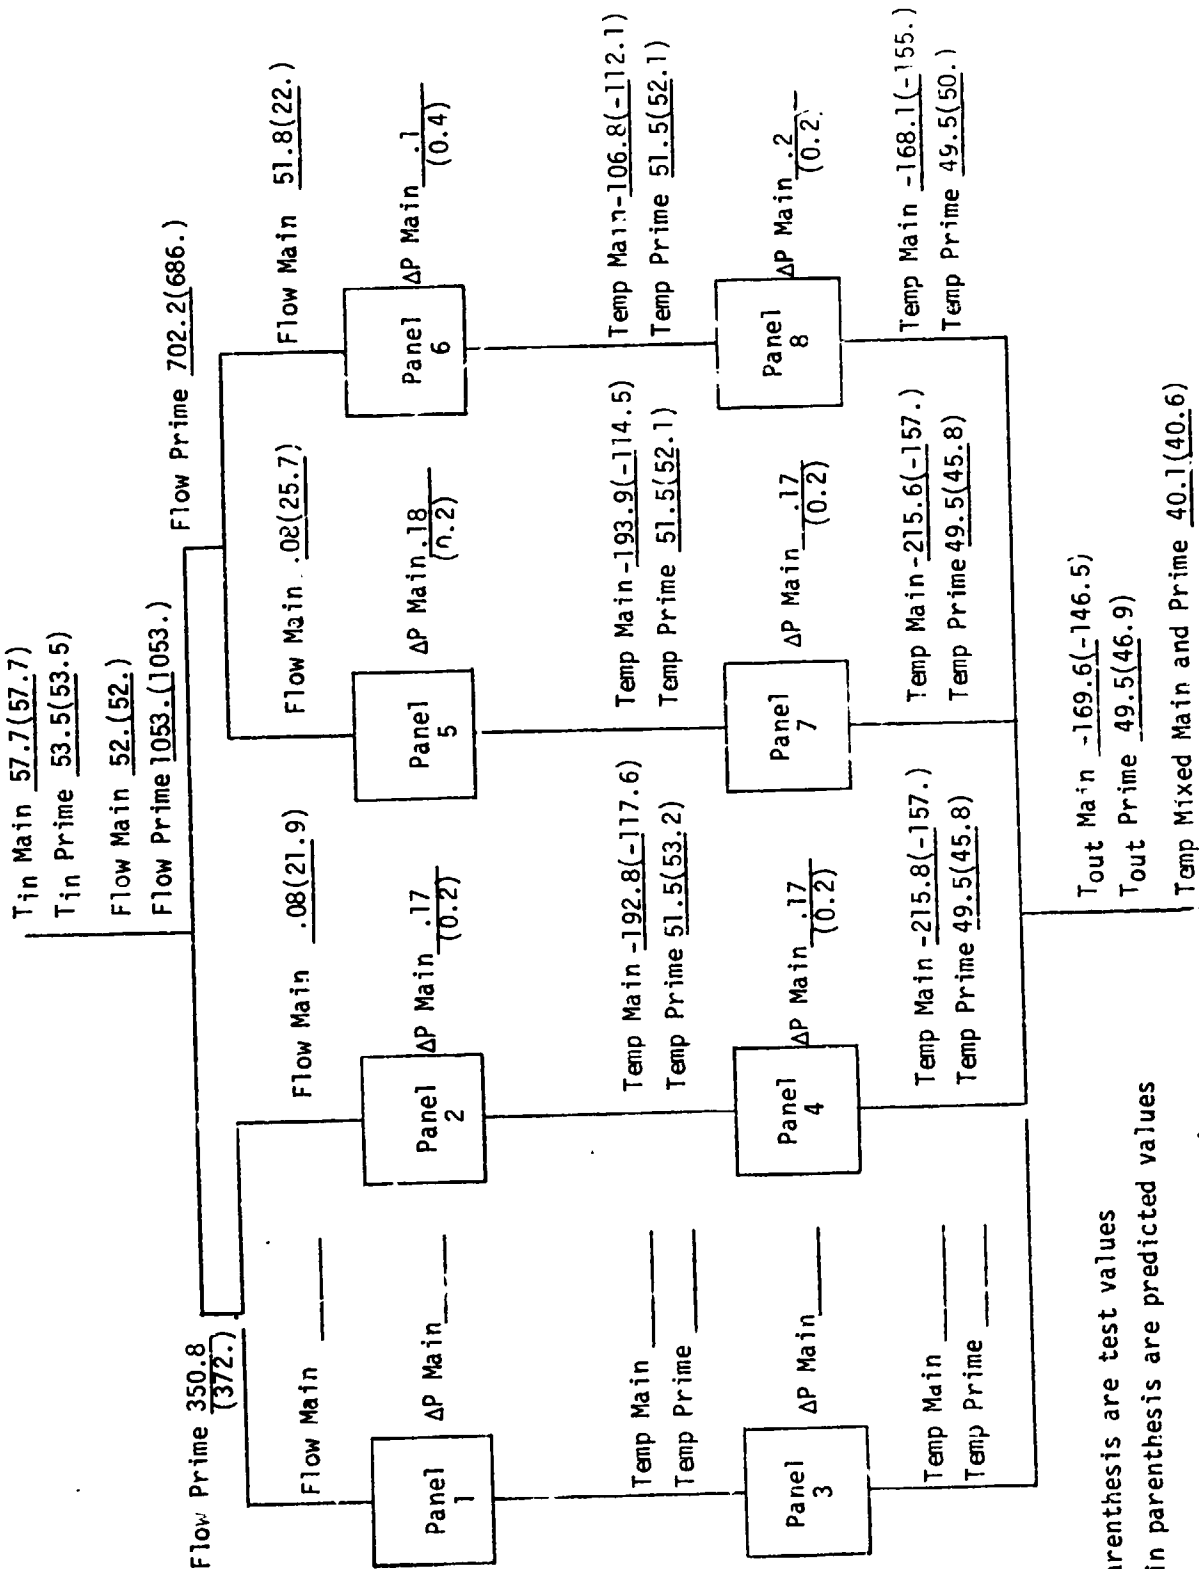 Tin Main 57.7(57.7)
Tin Prime 53.5(53.5)
Flow Main 52.(52.)
Flow Prime 1053.(1053.)
Flow Prime 350.8
(372.)
Flow Prime 702.2(686.)
Flow Main
Flow Main .08(21.9)
Flow Main .08(25.7)
Flow Main 51.8(22.)
Panel
1
ΔP Main
Panel
2
ΔP Main .17
(0.2)
Panel
5
ΔP Main .18
(0.2)
Panel
6
ΔP Main .1
(0.4)
Temp Main
Temp Prime
Temp Main -192.8(-117.6)
Temp Prime 51.5(53.2)
Temp Main -193.9(-114.5)
Temp Prime 51.5(52.1)
Temp Main -106.8(-112.1)
Temp Prime 51.5(52.1)
Panel
3
ΔP Main
Panel
4
ΔP Main .17
(0.2)
Panel
7
ΔP Main .17
(0.2)
Panel
8
ΔP Main .2
(0.2)
Temp Main
Temp Prime
Temp Main -215.8(-157.)
Temp Prime 49.5(45.8)
Temp Main -215.6(-157.)
Temp Prime 49.5(45.8)
Temp Main -168.1(-155.)
Temp Prime 49.5(50.)
Tout Main -169.6(-146.5)
Tout Prime 49.5(46.9)
Temp Mixed Main and Prime 40.1(40.6)
arenthesis are test values
in parenthesis are predicted values